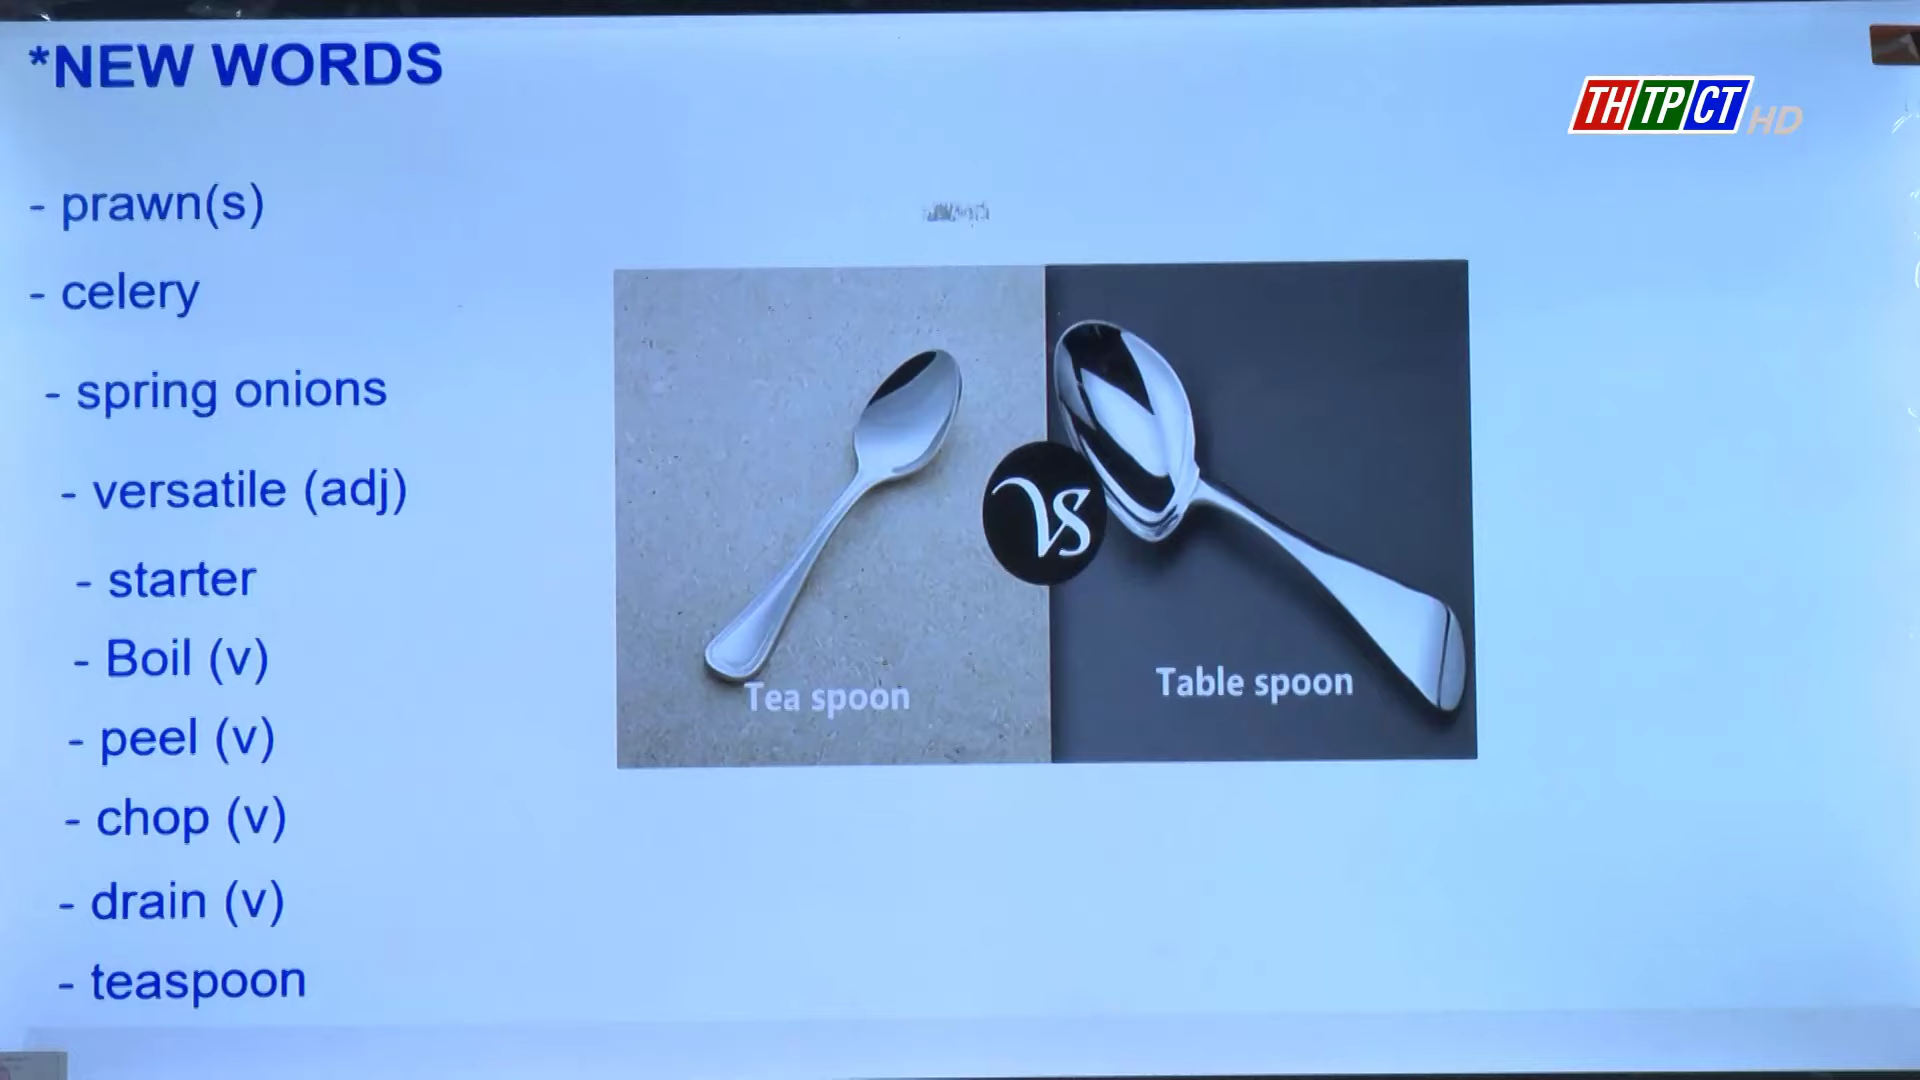 *NEW WORDS
THTPCT HD
- prawn(s)
- celery
- spring onions
- versatile (adj)
- starter
- Boil (v)
- peel (v)
- chop (v)
- drain (v)
- teaspoon
VS
Tea spoon
Table spoon